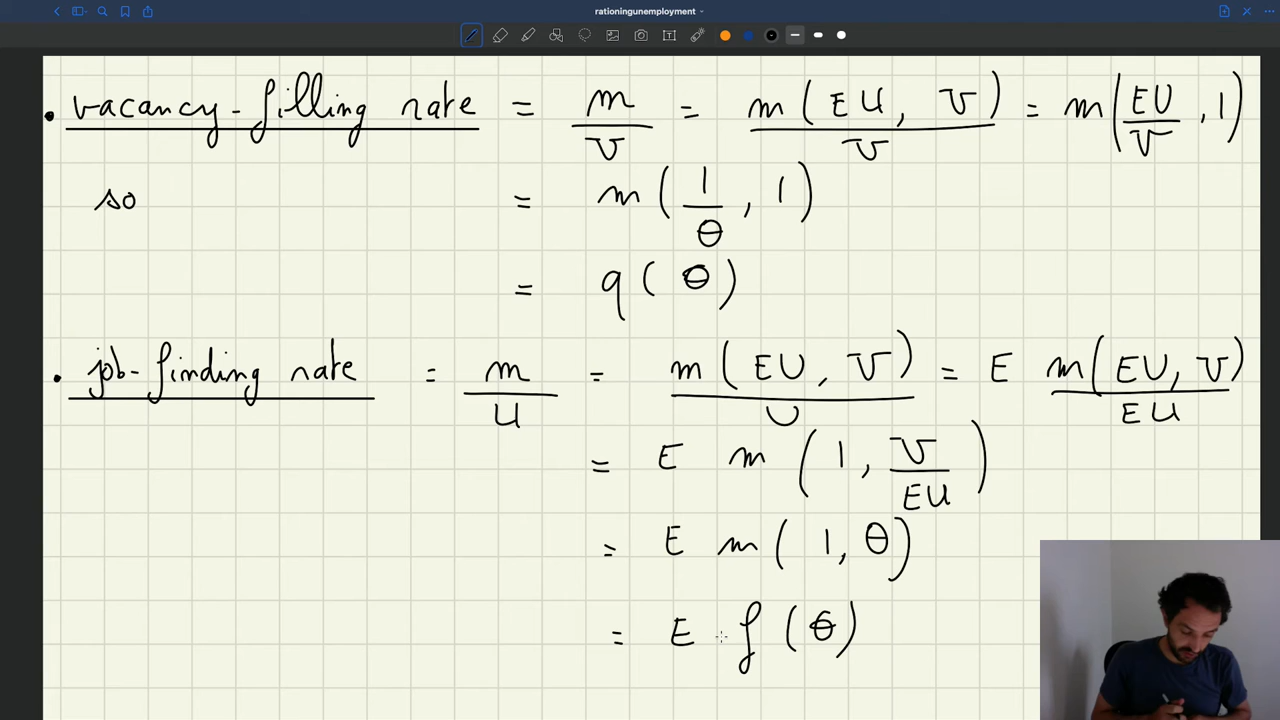 rationingunemployment
• vacancy-filling rate = m/V = m(EU, V)/V = m(EU/V, 1)
so = m(1/θ, 1)
= q(θ)
• job-finding rate = m/U = m(EU, V)/U = E m(EU, V)/EU
= E m(1, V/EU)
= E m(1, θ)
= E · f(θ)